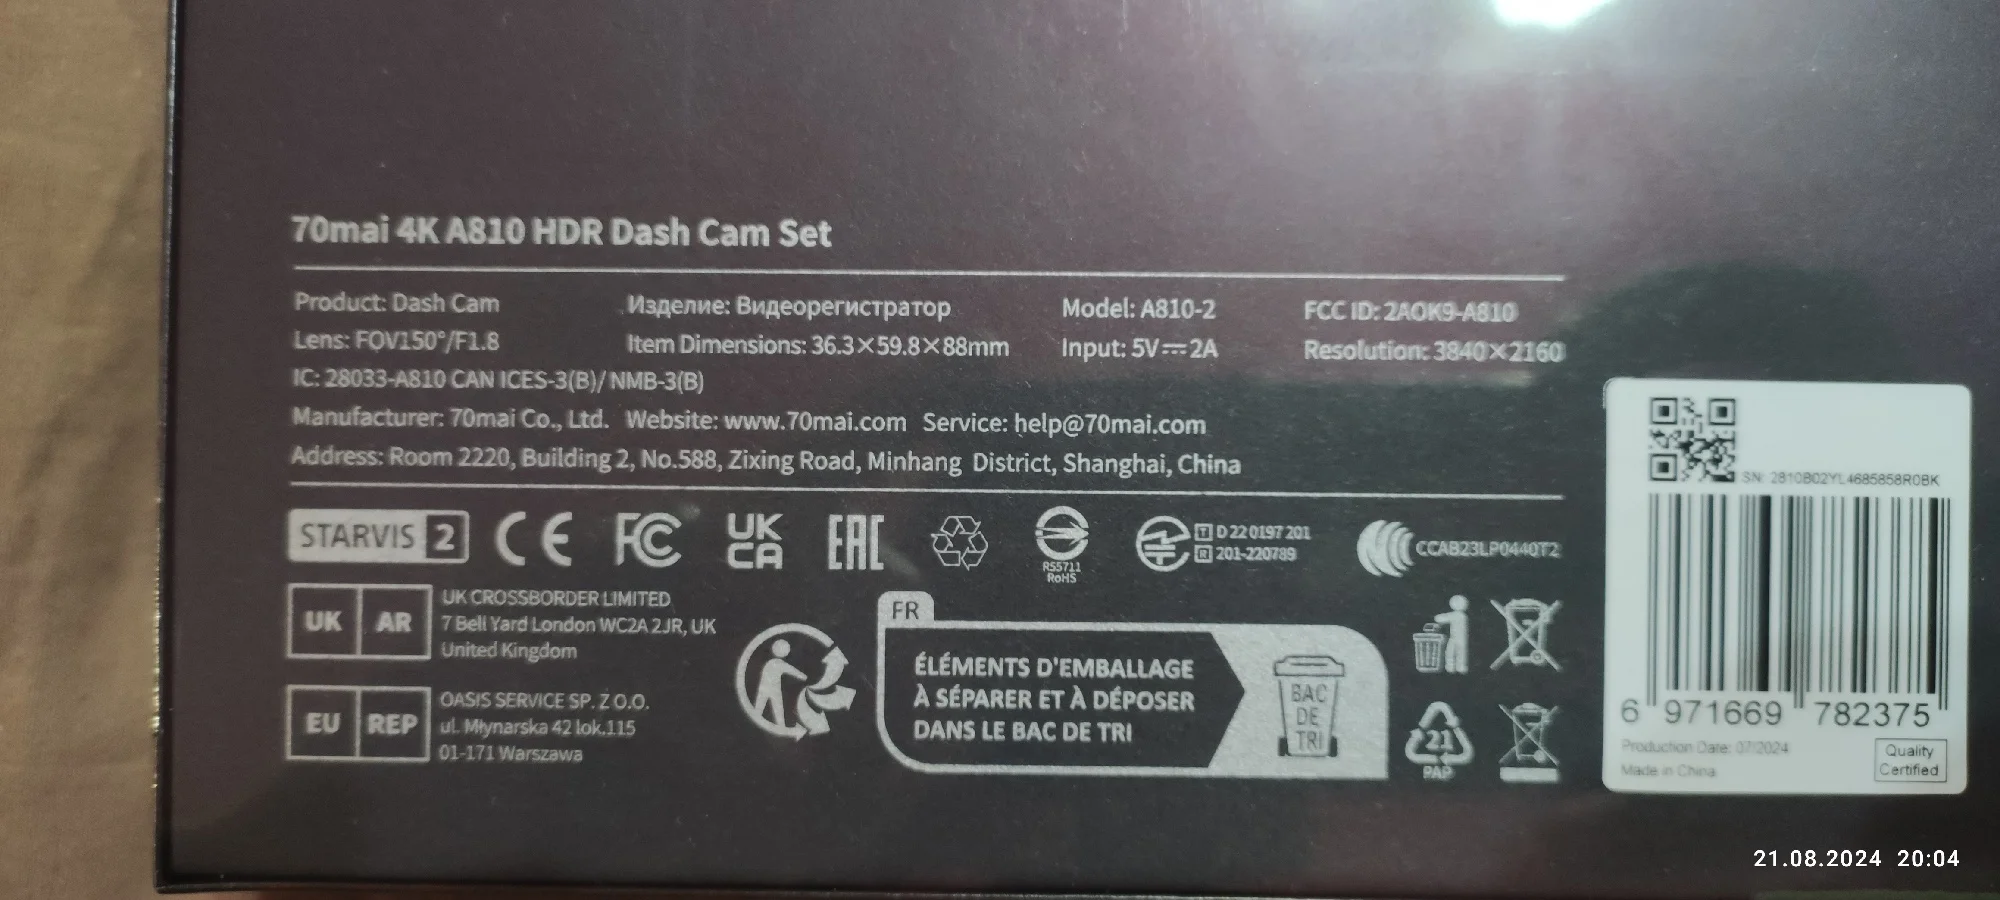 70mai 4K A810 HDR Dash Cam Set
Product: Dash Cam Изделие: Видеорегистратор Model: A810-2 FCC ID: 2AOK9-A810
Lens: FOV150°/F1.8 Item Dimensions: 36.3×59.8×88mm Input: 5V⎓2A Resolution: 3840×2160
IC: 28033-A810 CAN ICES-3(B)/ NMB-3(B)
Manufacturer: 70mai Co., Ltd. Website: www.70mai.com Service: help@70mai.com
Address: Room 2220, Building 2, No.588, Zixing Road, Minhang District, Shanghai, China
STARVIS 2 CE FC UK CA EAC
R55711
RoHS
T D 22 0197 201
R 201-220789
CCAB23LP0440T2
UK AR
UK CROSSBORDER LIMITED
7 Bell Yard London WC2A 2JR, UK
United Kingdom
EU REP
OASIS SERVICE SP. Z O.O.
ul. Młynarska 42 lok.115
01-171 Warszawa
FR
ÉLÉMENTS D'EMBALLAGE
À SÉPARER ET À DÉPOSER
DANS LE BAC DE TRI
BAC
DE
TRI
21
PAP
SN: 2810B02YL4685858R0BK
6 971669 782375
Production Date: 07/2024
Made in China
Quality
Certified
21.08.2024 20:04